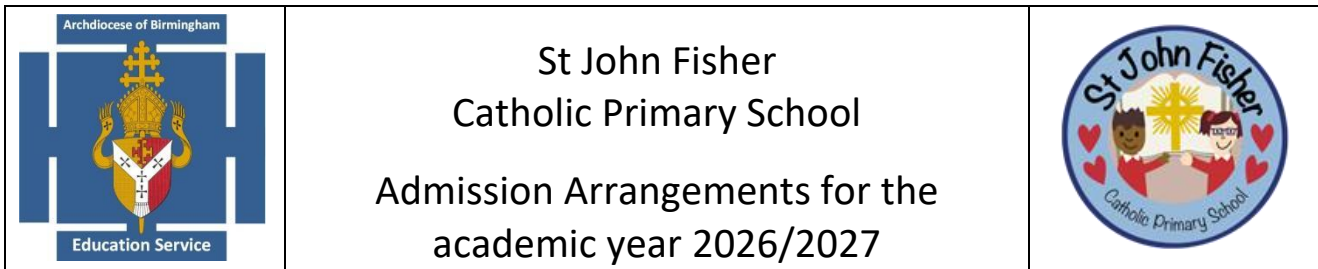 Archdiocese of Birmingham
Education Service
St John Fisher
Catholic Primary School
Admission Arrangements for the
academic year 2026/2027
St John Fisher
Catholic Primary School